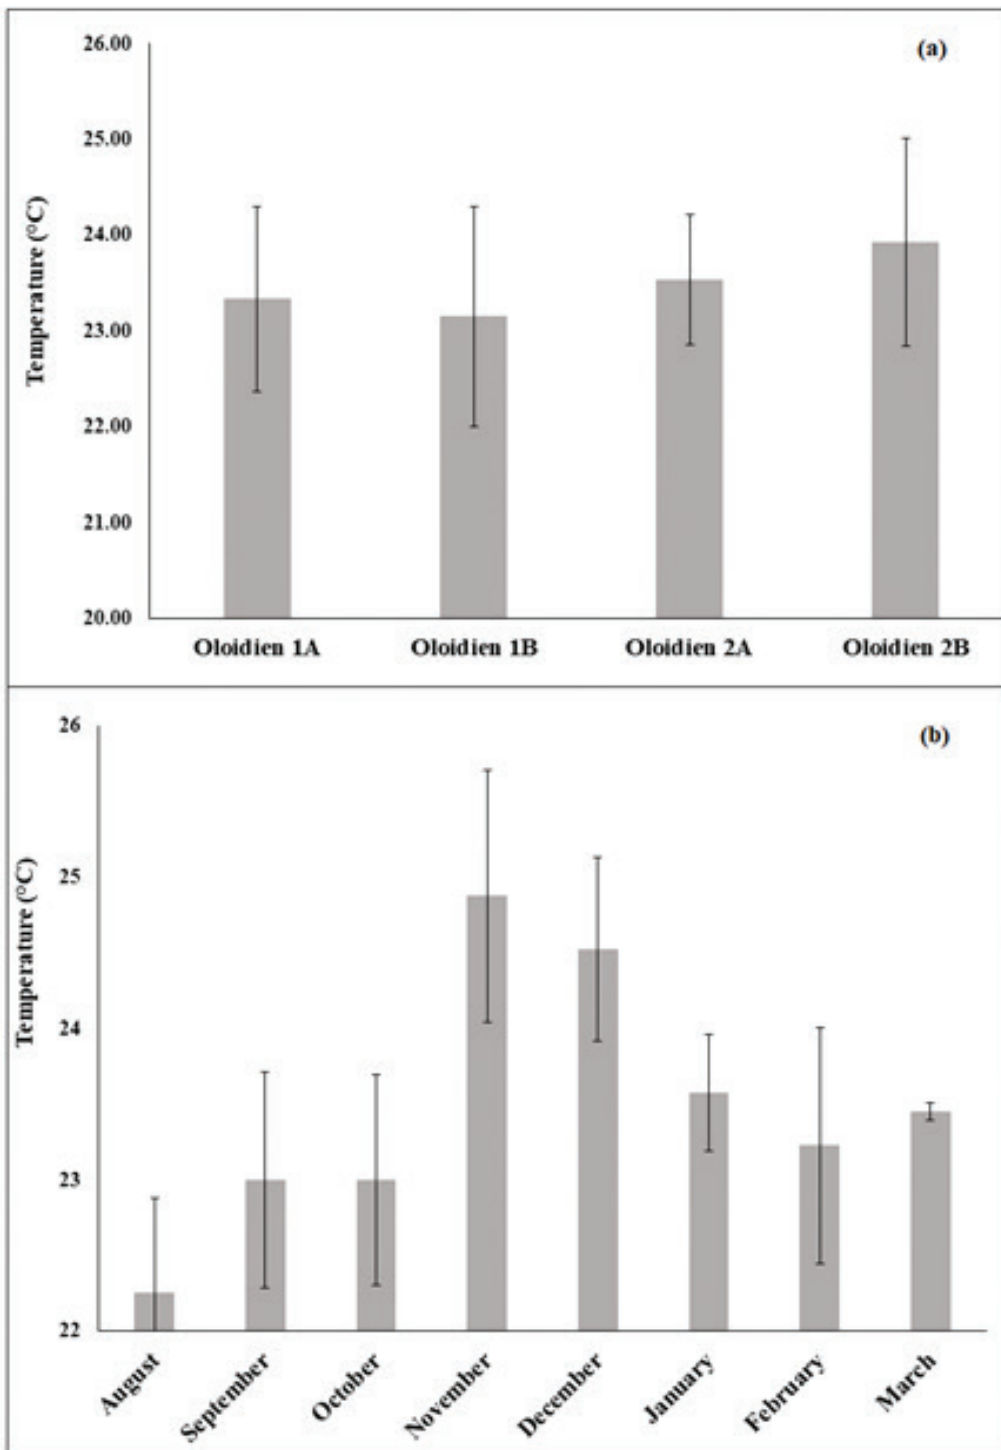 (a)
Temperature (°C)
26.00
25.00
24.00
23.00
22.00
21.00
20.00
Oloidien 1A Oloidien 1B Oloidien 2A Oloidien 2B
(b)
Temperature (°C)
26
25
24
23
22
August September October November December January February March